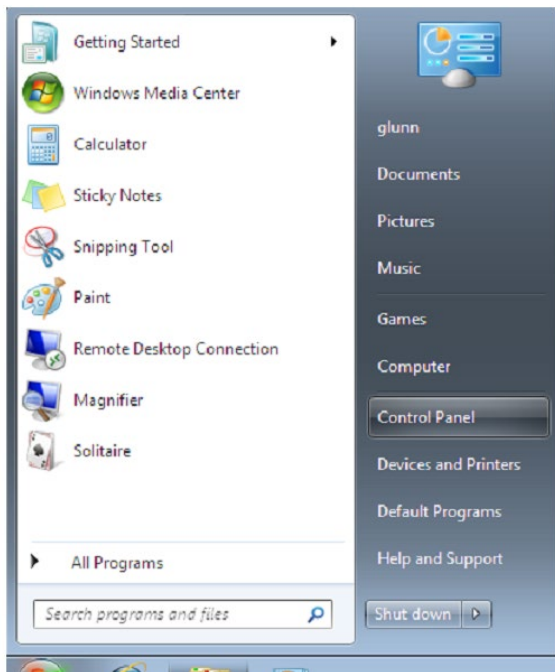 Getting Started
Windows Media Center
Calculator
Sticky Notes
Snipping Tool
Paint
Remote Desktop Connection
Magnifier
Solitaire
All Programs
Search programs and files
glunn
Documents
Pictures
Music
Games
Computer
Control Panel
Devices and Printers
Default Programs
Help and Support
Shut down